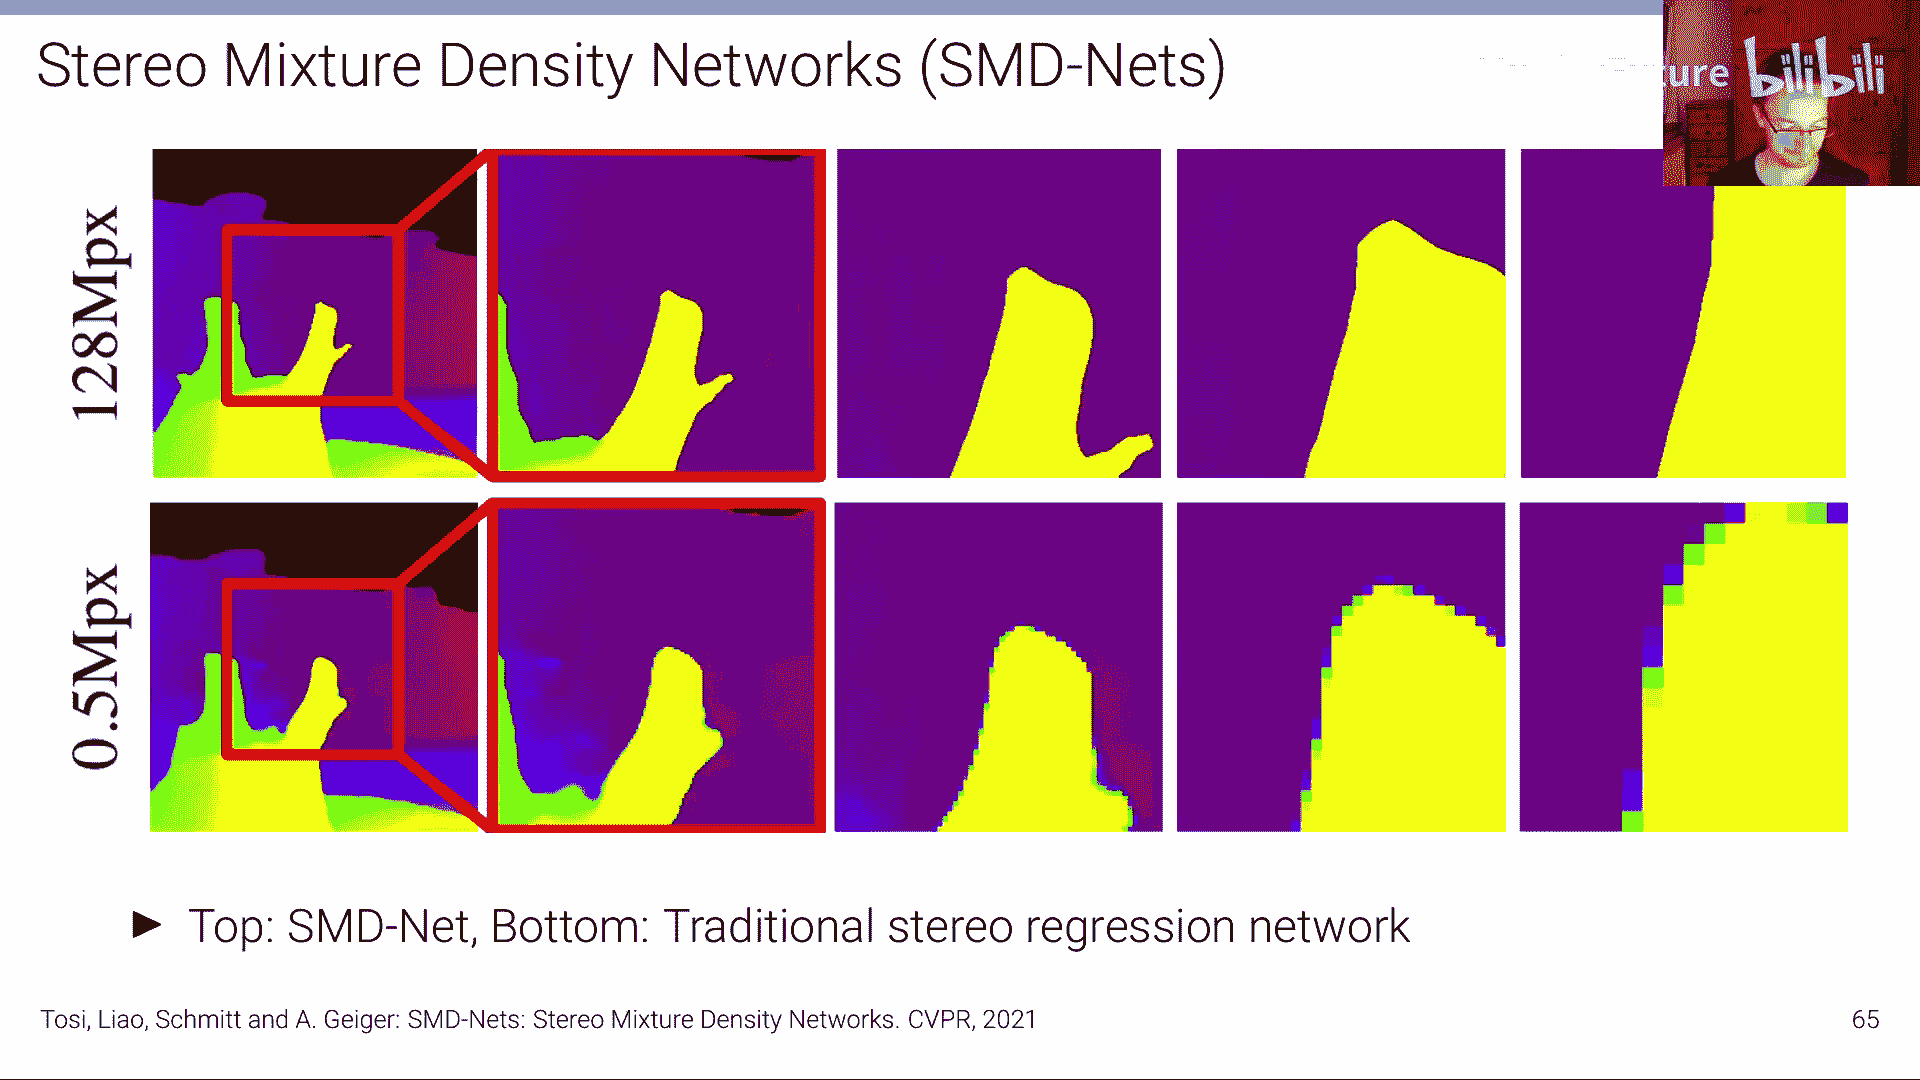 Stereo Mixture Density Networks (SMD-Nets)
bilibili
128Mpx
0.5Mpx
Top: SMD-Net, Bottom: Traditional stereo regression network
Tosi, Liao, Schmitt and A. Geiger: SMD-Nets: Stereo Mixture Density Networks. CVPR, 2021
65